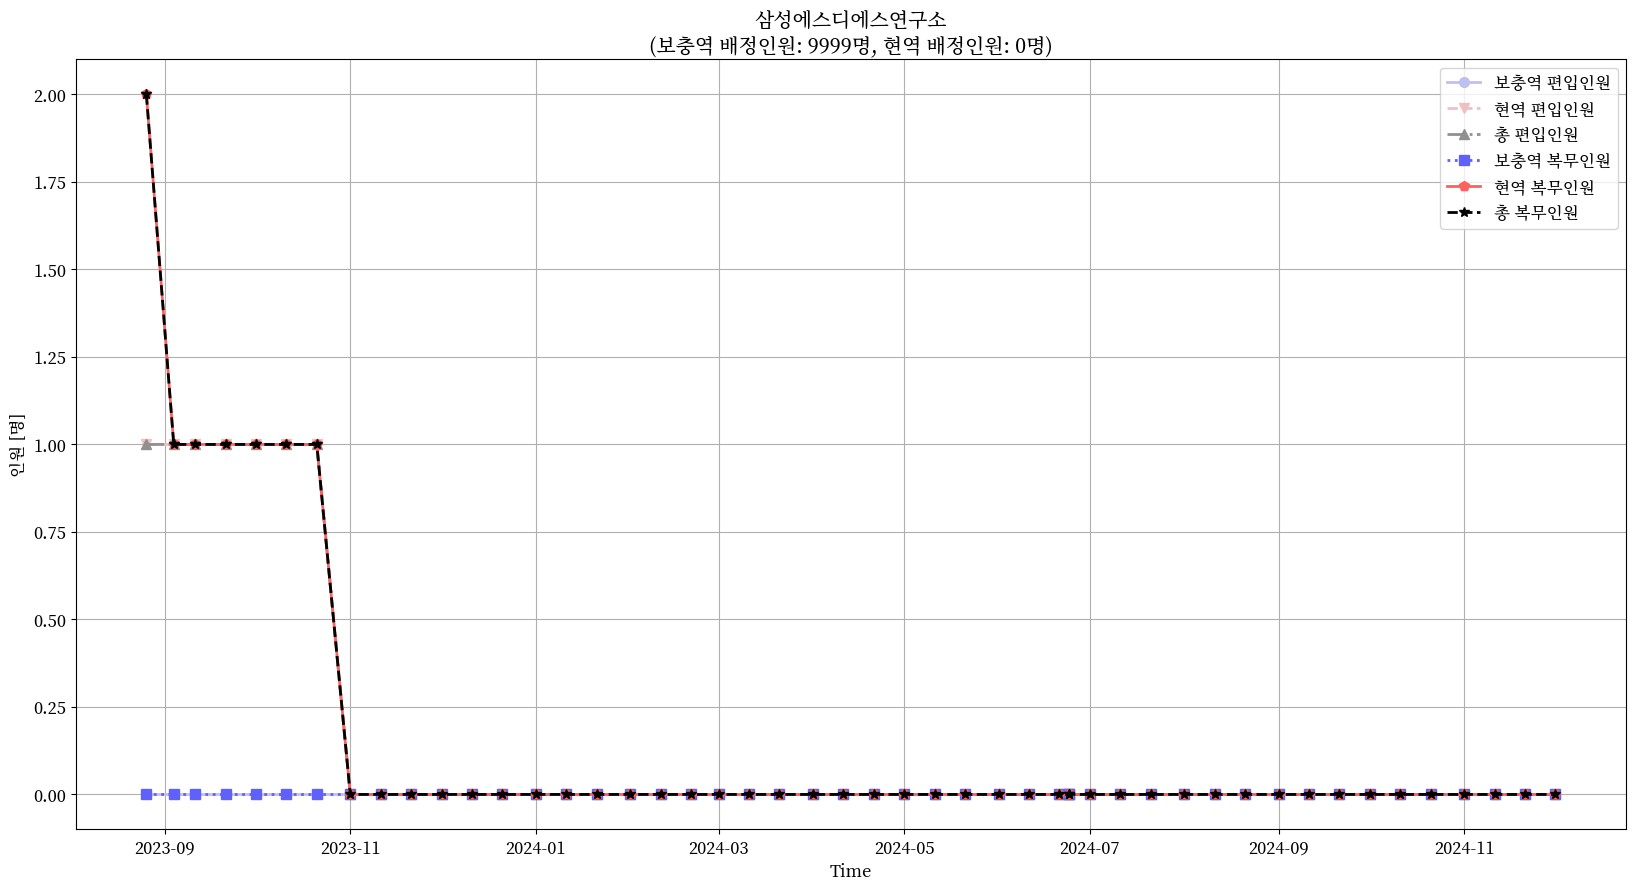 삼성에스디에스연구소
(보충역 배정인원: 9999명, 현역 배정인원: 0명)
보충역 편입인원
현역 편입인원
총 편입인원
보충역 복무인원
현역 복무인원
총 복무인원
인원 [명]
2.00
1.75
1.50
1.25
1.00
0.75
0.50
0.25
0.00
2023-09 2023-11 2024-01 2024-03 2024-05 2024-07 2024-09 2024-11
Time